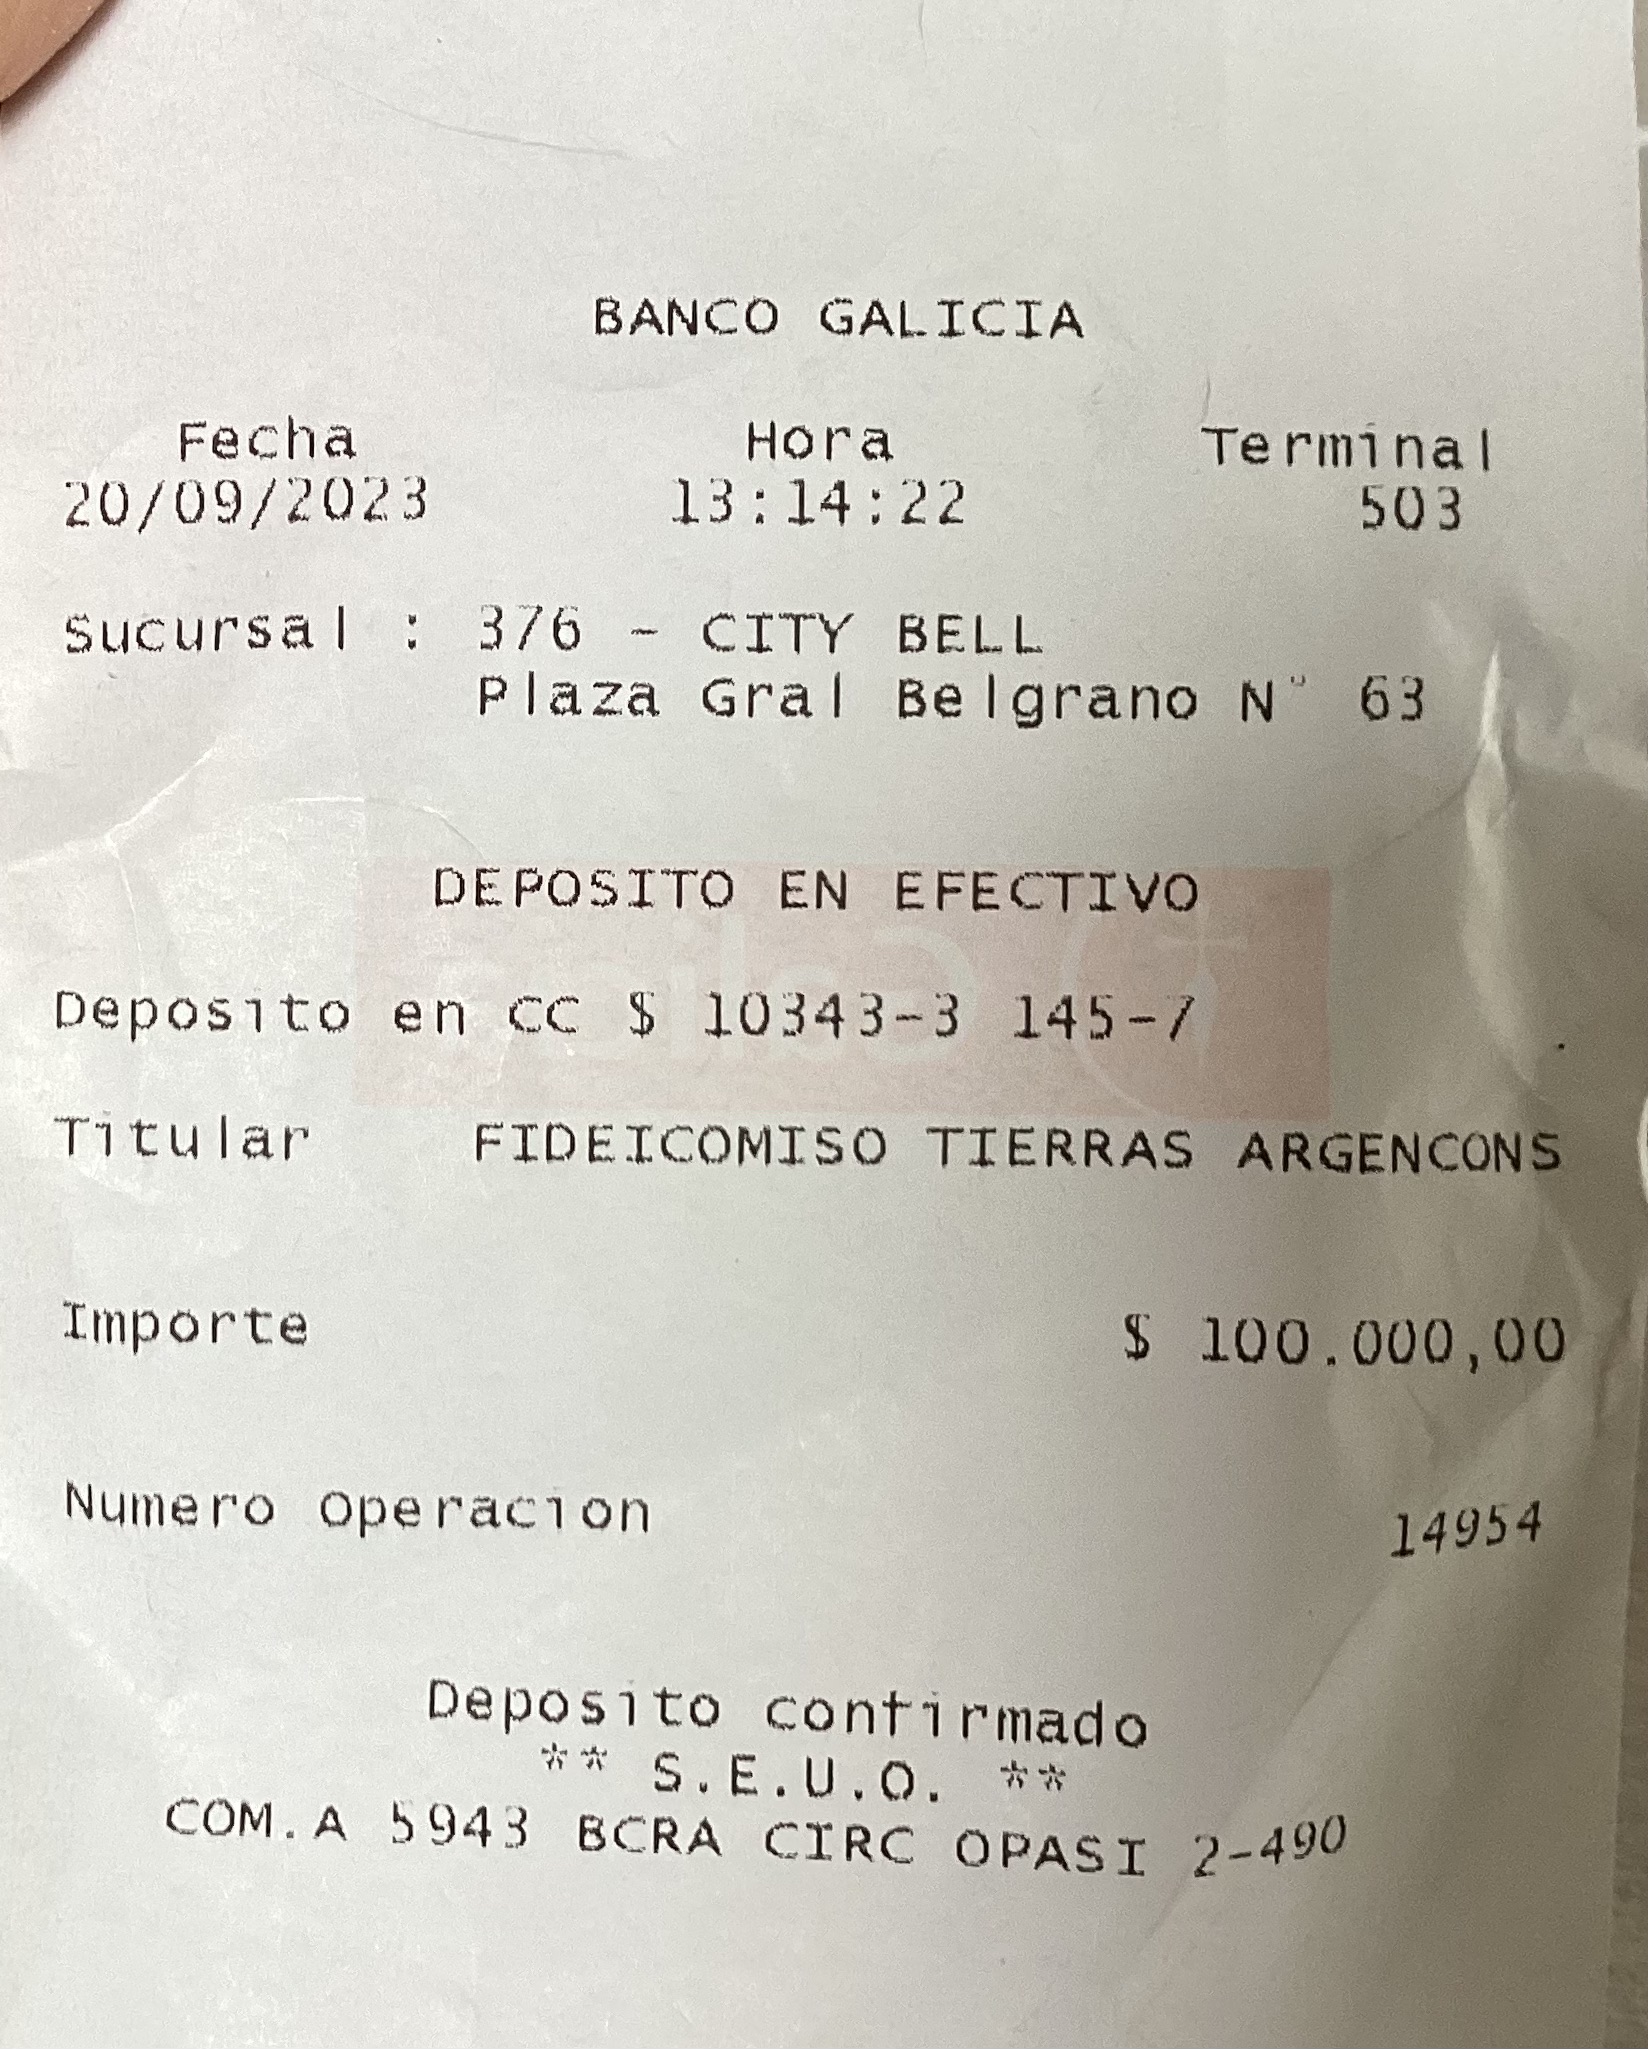 BANCO GALICIA
Fecha Hora Terminal
20/09/2023 13:14:22 503
Sucursal : 376 - CITY BELL
Plaza Gral Belgrano N° 63
DEPOSITO EN EFECTIVO
Deposito en CC $ 10343-3 145-7
Titular FIDEICOMISO TIERRAS ARGENCONS
Importe $ 100.000,00
Numero Operacion 14954
Deposito confirmado
** S.E.U.O. **
COM.A 5943 BCRA CIRC OPASI 2-490